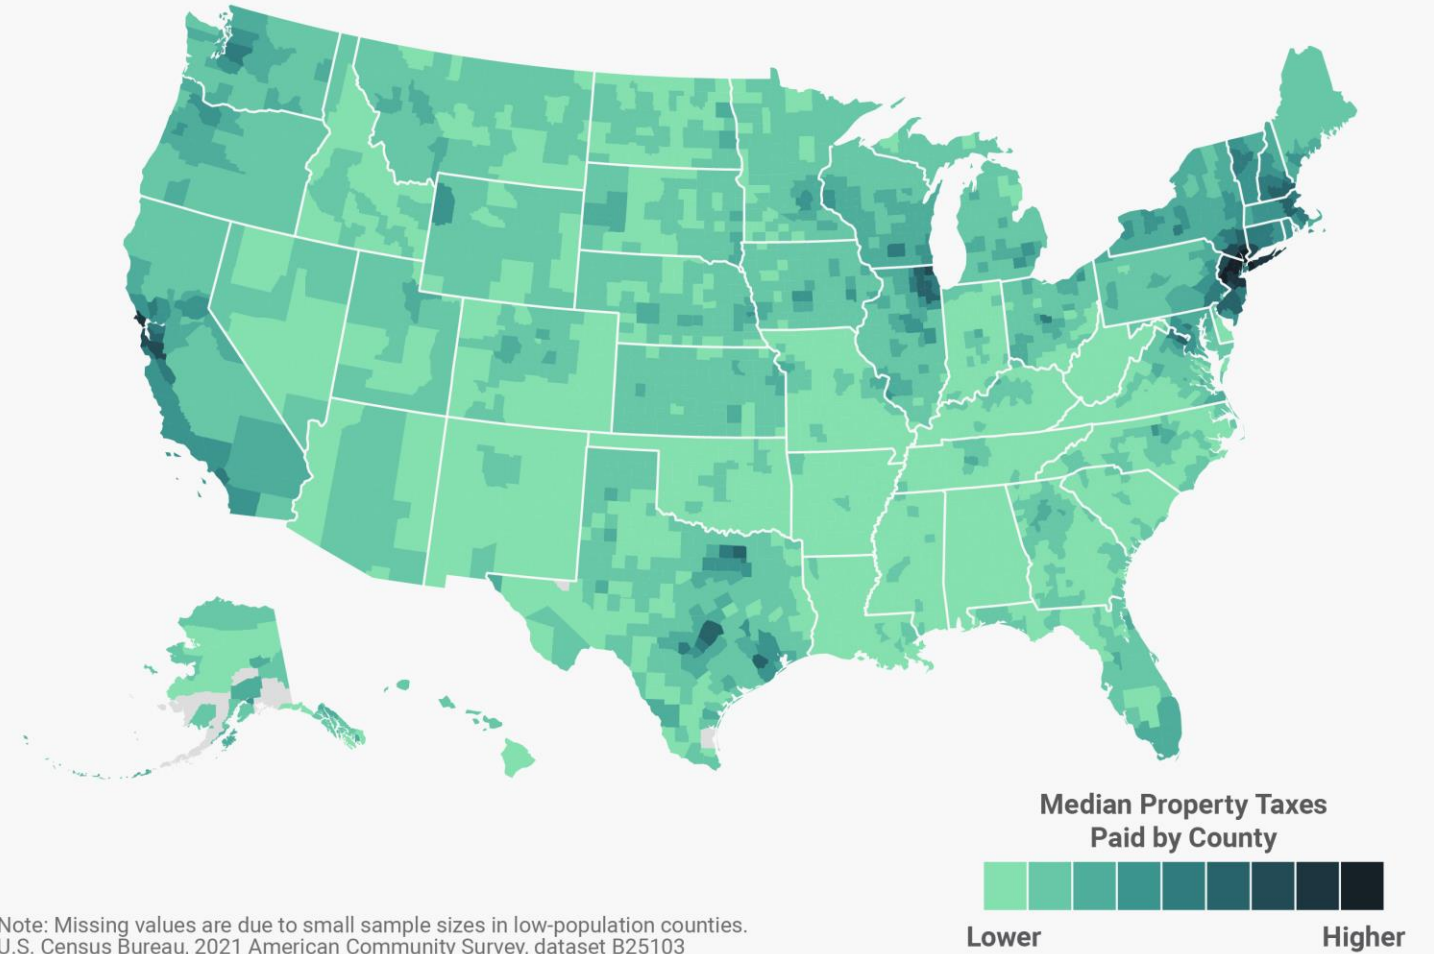 Median Property Taxes
Paid by County
Lower Higher
Note: Missing values are due to small sample sizes in low-population counties.
U.S. Census Bureau, 2021 American Community Survey, dataset B25103